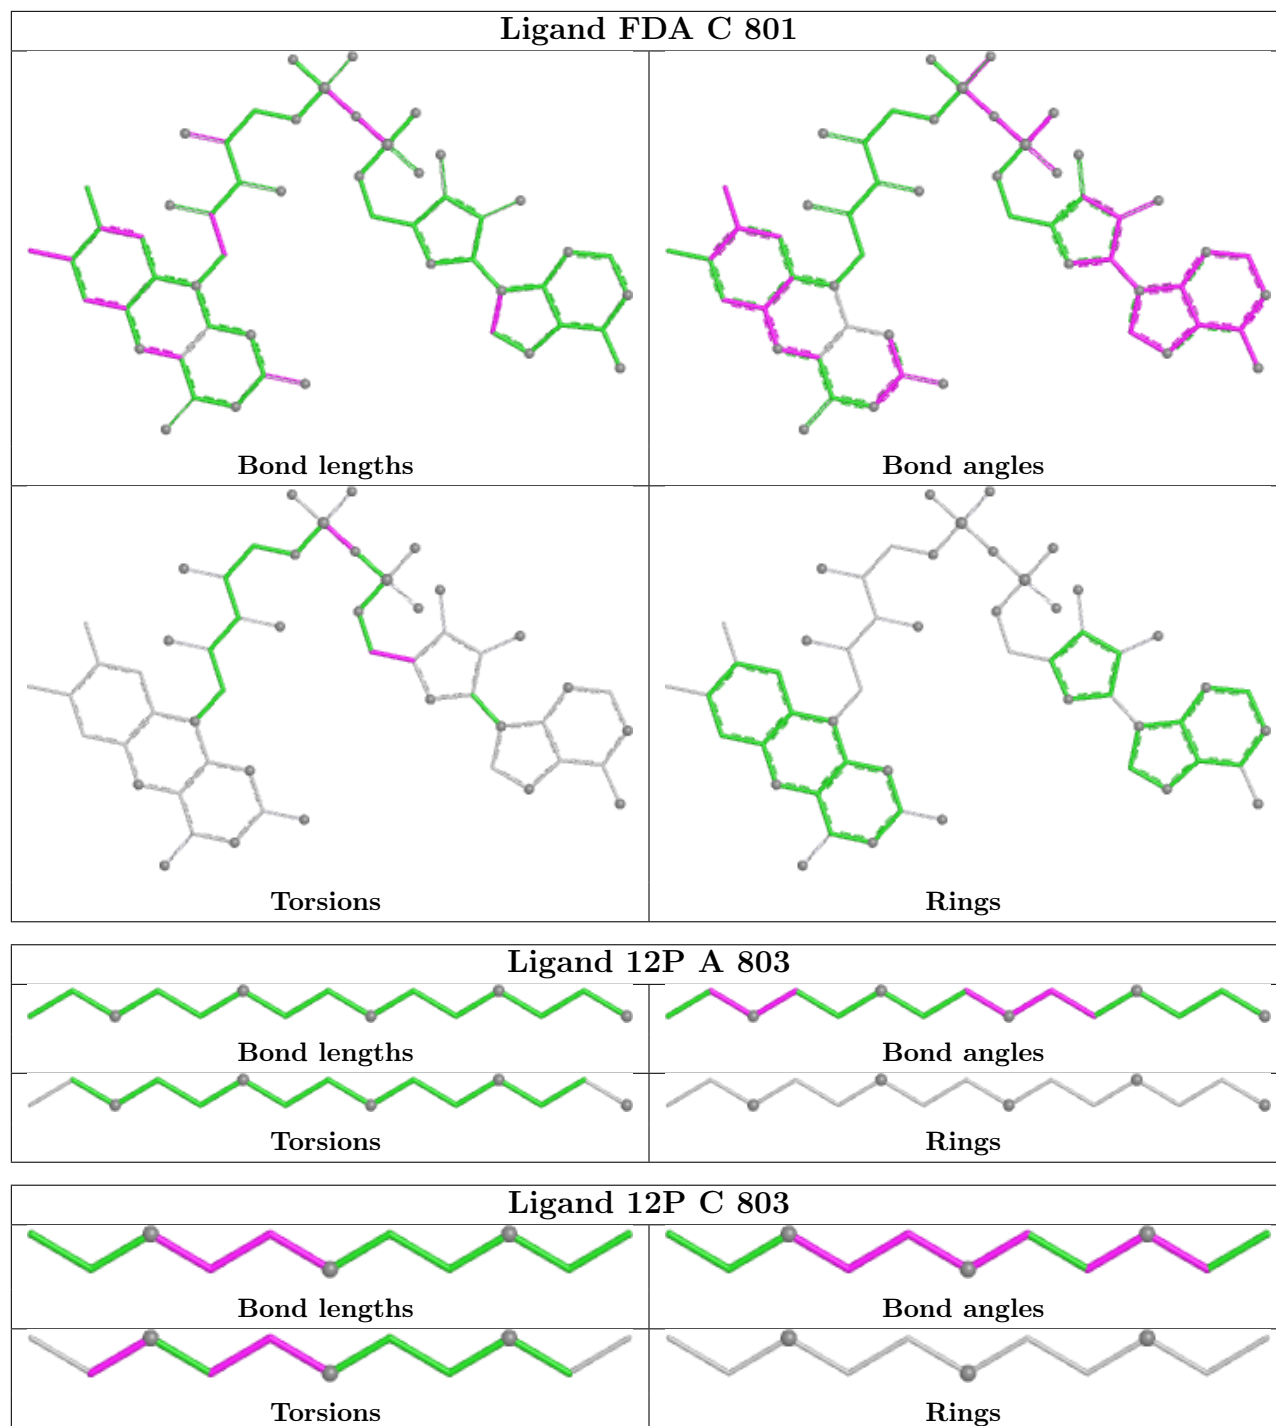 Ligand FDA C 801
Bond lengths
Bond angles
Torsions
Rings
Ligand 12P A 803
Bond lengths
Bond angles
Torsions
Rings
Ligand 12P C 803
Bond lengths
Bond angles
Torsions
Rings